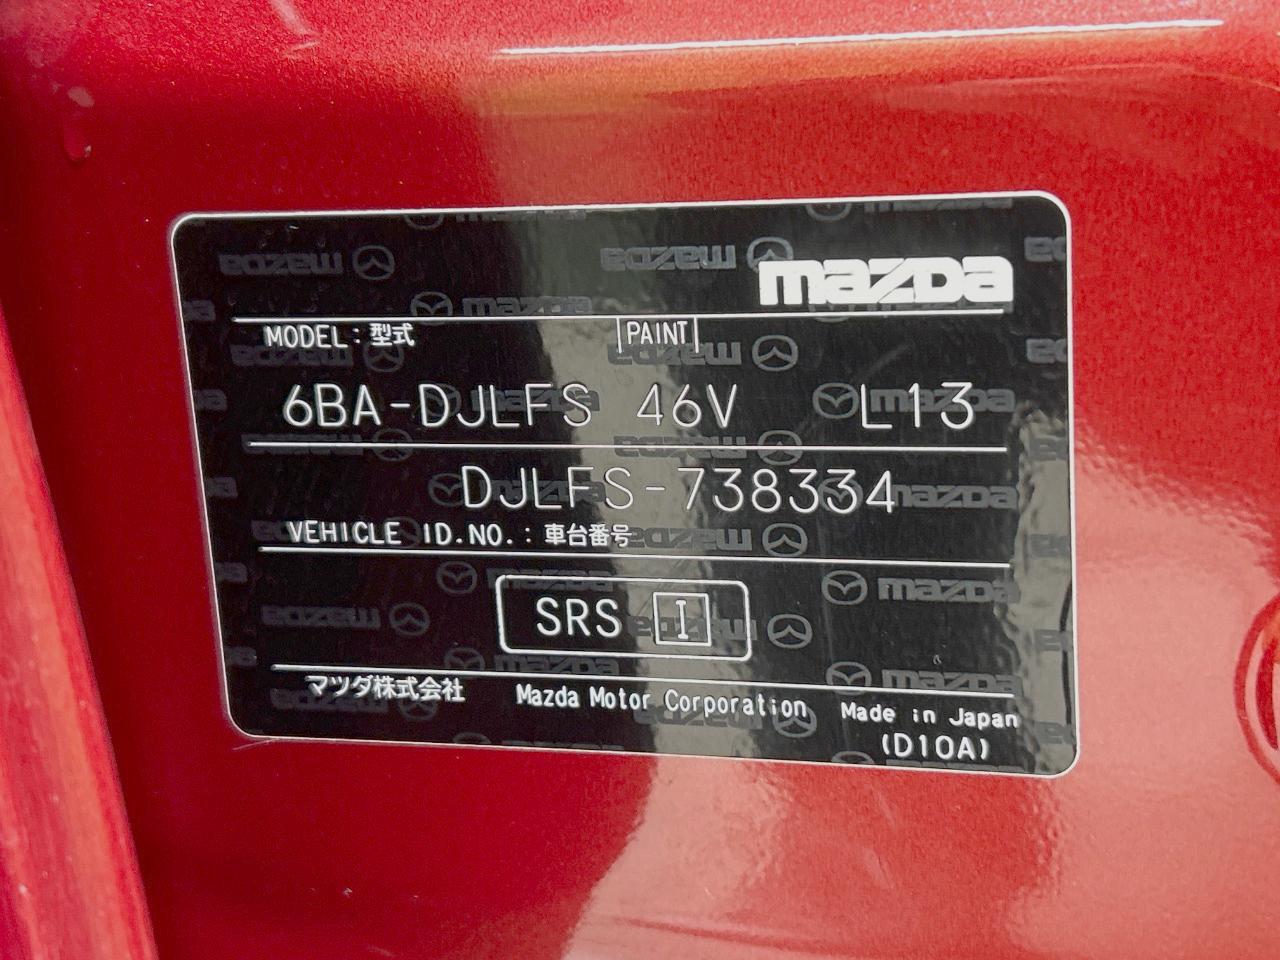 mazda
MODEL : 型式 PAINT
6BA-DJLFS 46V L13
DJLFS-738334
VEHICLE ID.NO. : 車台番号
SRS I
マツダ株式会社 Mazda Motor Corporation Made in Japan
(D10A)